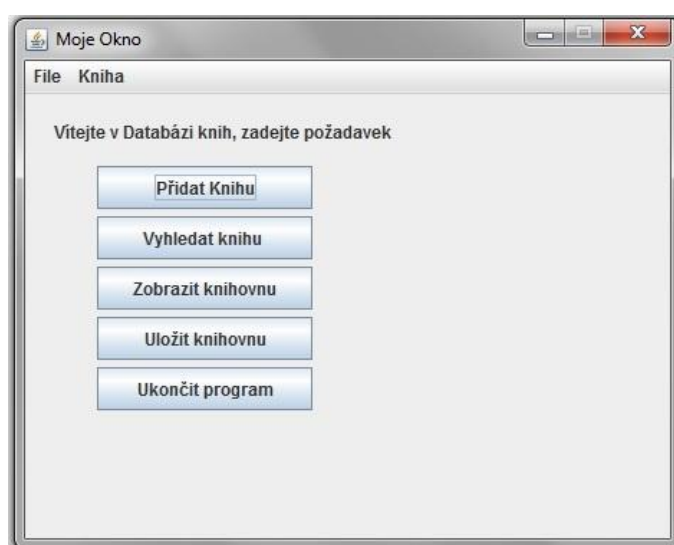 Moje Okno
File Kniha
Vítejte v Databázi knih, zadejte požadavek
Přidat Knihu
Vyhledat knihu
Zobrazit knihovnu
Uložit knihovnu
Ukončit program